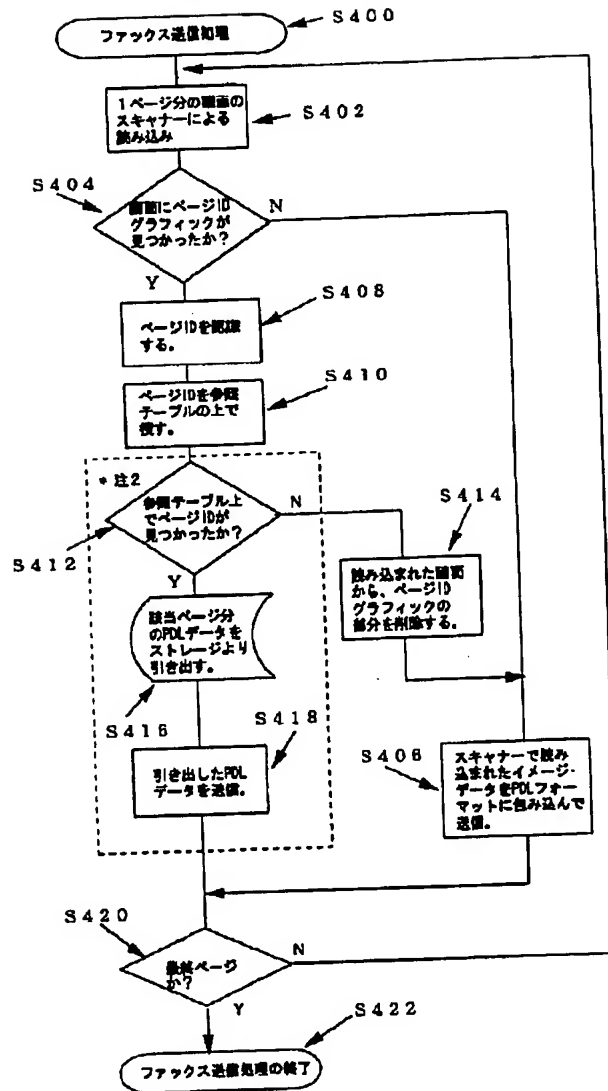 ファックス送信処理
S400
1ページ分の画面の
スキャナーによる
読み込み
S402
S404
画面にページID
グラフィックが
見つかったか?
N
Y
S408
ページIDを認識
する。
S410
ページIDを参照
テーブルの上で
探す。
*注2
参照テーブル上
でページIDが
見つかったか?
N
S412
Y
S414
読み込まれた画面
から、ページID
グラフィックの
部分を削除する。
該当ページ分
のPDLデータを
ストレージより
引き出す。
S416
S418
引き出したPDL
データを送信。
S406
スキャナーで読み
込まれたイメージ・
データをPDLフォー
マットに包み込んで
送信。
S420
最終ページ
か?
N
Y
S422
ファックス送信処理の終了